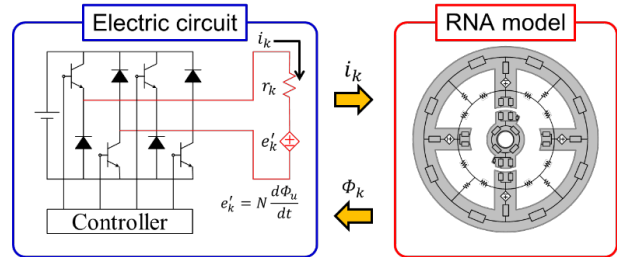 Electric circuit
RNA model
i_k
r_k
e'_k
e'_k = N dΦ_u/dt
Controller
i_k
Φ_k